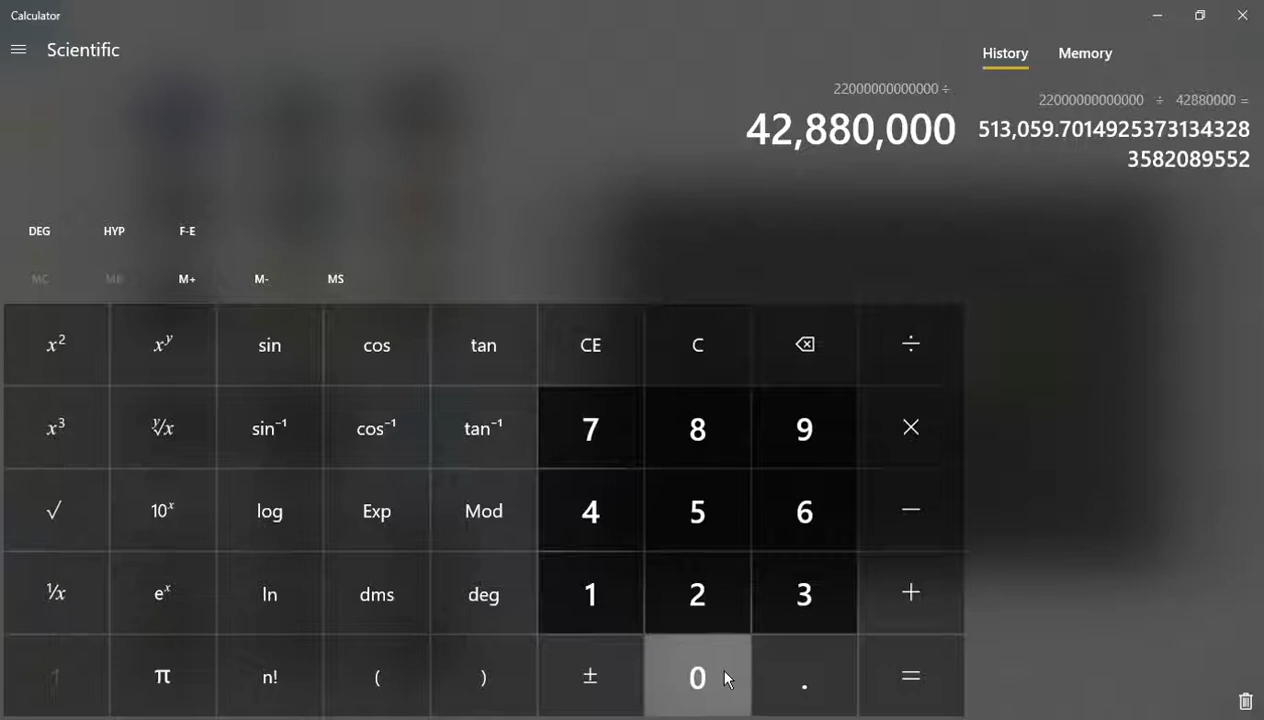 Calculator
Scientific
History Memory
22000000000000 ÷
42,880,000
22000000000000 ÷ 42880000 =
513,059.7014925373134328
3582089552
DEG HYP F-E
MC MR M+ M- MS
x² xʸ sin cos tan CE C ÷
x³ ʸ√x sin⁻¹ cos⁻¹ tan⁻¹ 7 8 9 ×
√ 10ˣ log Exp Mod 4 5 6 −
¹/x eˣ ln dms deg 1 2 3 +
↑ π n! ( ) ± 0 . =